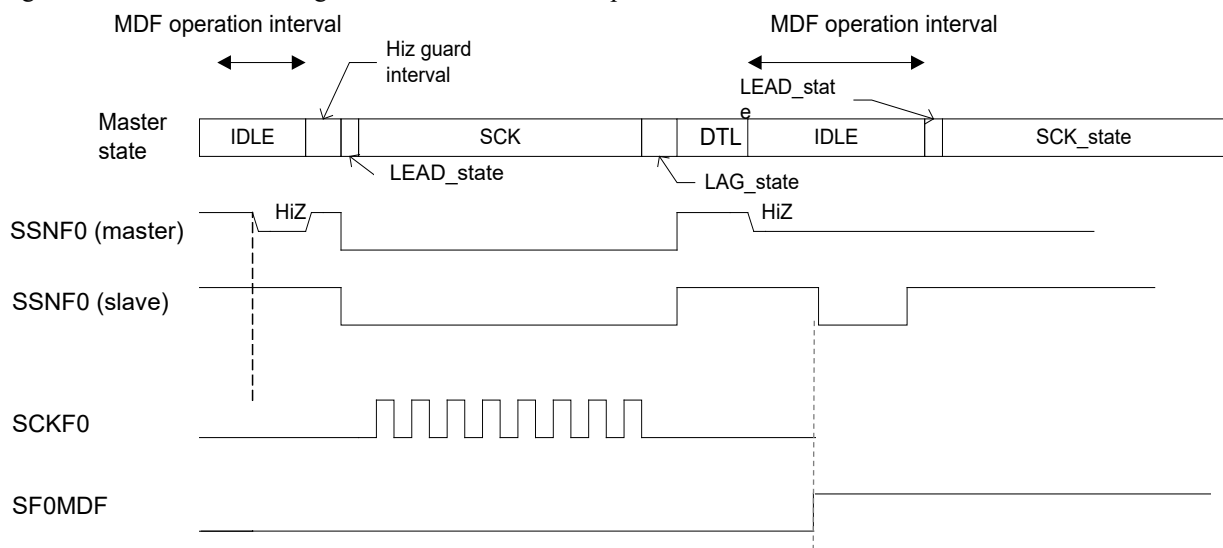 MDF operation interval
MDF operation interval
Hiz guard
interval
LEAD_stat
e
Master
state
IDLE
SCK
DTL
IDLE
SCK_state
LEAD_state
LAG_state
SSNF0 (master)
HiZ
HiZ
SSNF0 (slave)
SCKF0
SF0MDF